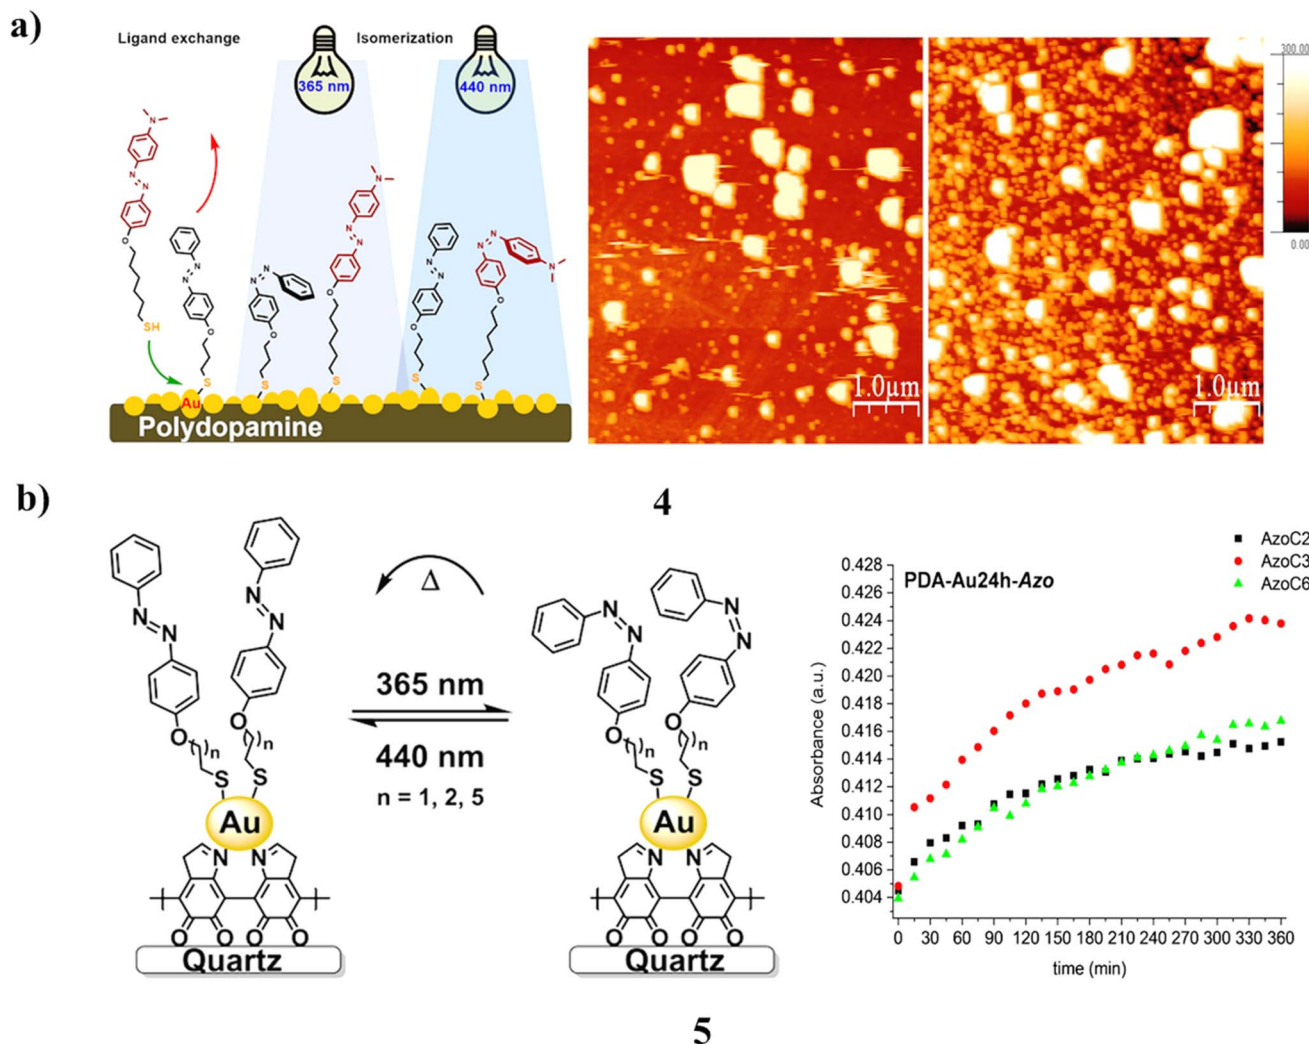 a)
Ligand exchange
Isomerization
365 nm
440 nm
N
N
N
O
SH
N
N
O
S
N
N
O
S
N
N
N
O
S
N
N
O
S
N
N
N
O
S
Au
Polydopamine
1.0μm
1.0μm
300.00
0.00
b)
4
N
N
O
( )n
S
N
N
O
( )n
S
Au
N N
O O O O
Quartz
Δ
365 nm
440 nm
n = 1, 2, 5
N
N
O
( )n
S
N
N
O
( )n
S
Au
N N
O O O O
Quartz
AzoC2
AzoC3
AzoC6
PDA-Au24h-Azo
Absorbance (a.u.)
0.428
0.426
0.424
0.422
0.420
0.418
0.416
0.414
0.412
0.410
0.408
0.406
0.404
0 30 60 90 120 150 180 210 240 270 300 330 360
time (min)
5